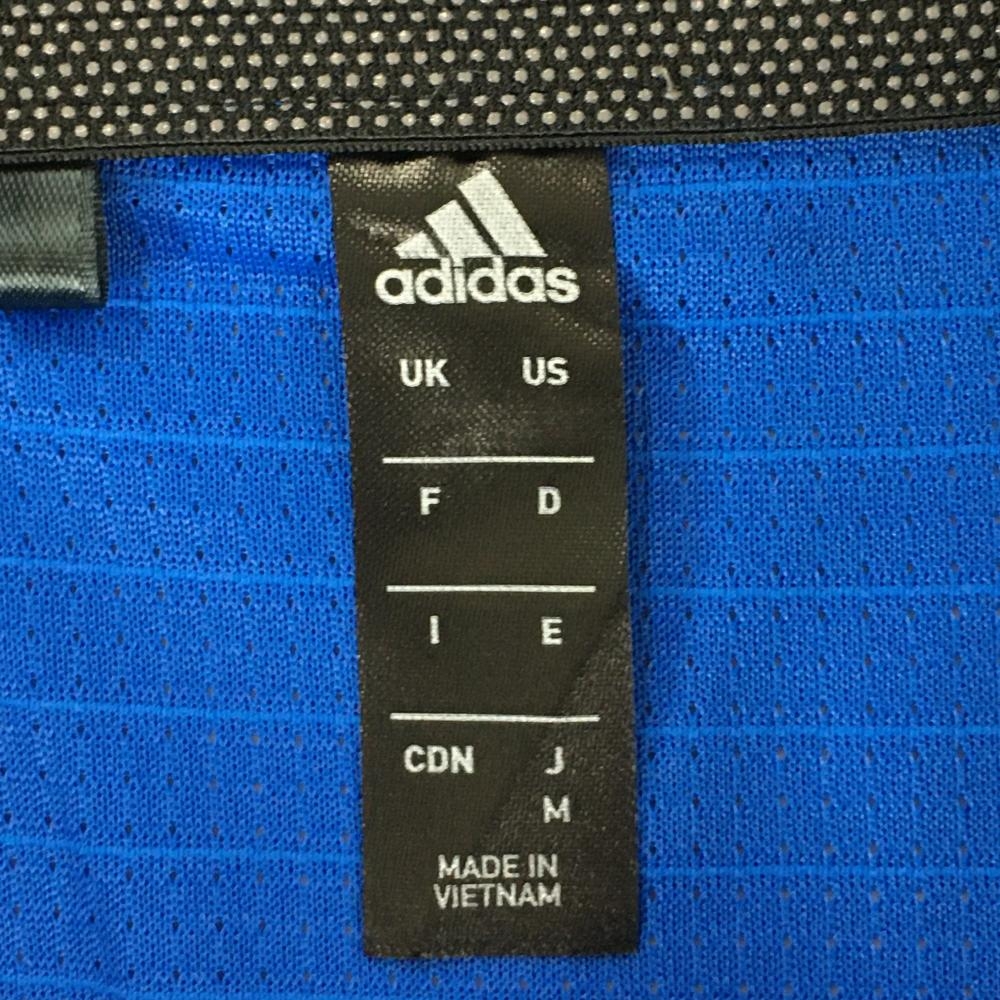 adidas
UK US
F D
I E
CDN J
M
MADE IN
VIETNAM